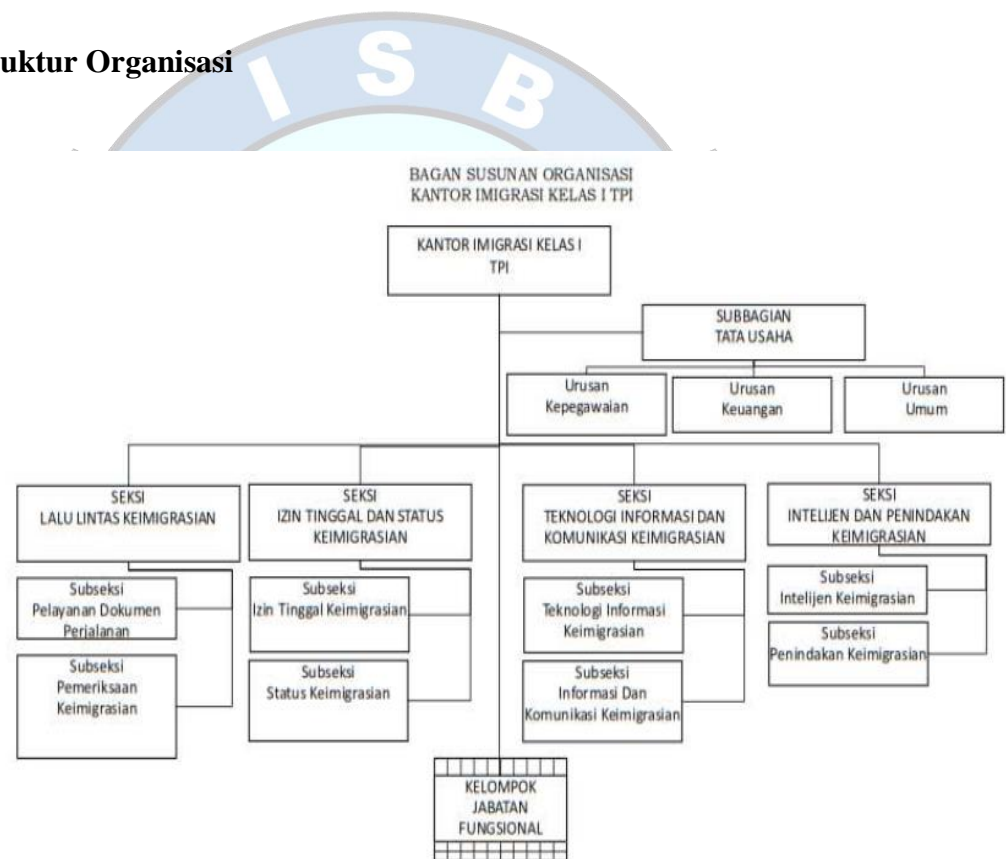 uktur Organisasi
I S B
BAGAN SUSUNAN ORGANISASI
KANTOR IMIGRASI KELAS I TPI
KANTOR IMIGRASI KELAS I
TPI
SUBBAGIAN
TATA USAHA
Urusan
Kepegawaian
Urusan
Keuangan
Urusan
Umum
SEKSI
LALU LINTAS KEIMIGRASIAN
SEKSI
IZIN TINGGAL DAN STATUS
KEIMIGRASIAN
SEKSI
TEKNOLOGI INFORMASI DAN
KOMUNIKASI KEIMIGRASIAN
SEKSI
INTELIJEN DAN PENINDAKAN
KEIMIGRASIAN
Subseksi
Pelayanan Dokumen
Perjalanan
Subseksi
Izin Tinggal Keimigrasian
Subseksi
Teknologi Informasi
Keimigrasian
Subseksi
Intelijen Keimigrasian
Subseksi
Pemeriksaan
Keimigrasian
Subseksi
Status Keimigrasian
Subseksi
Informasi Dan
Komunikasi Keimigrasian
Subseksi
Penindakan Keimigrasian
KELOMPOK
JABATAN
FUNGSIONAL